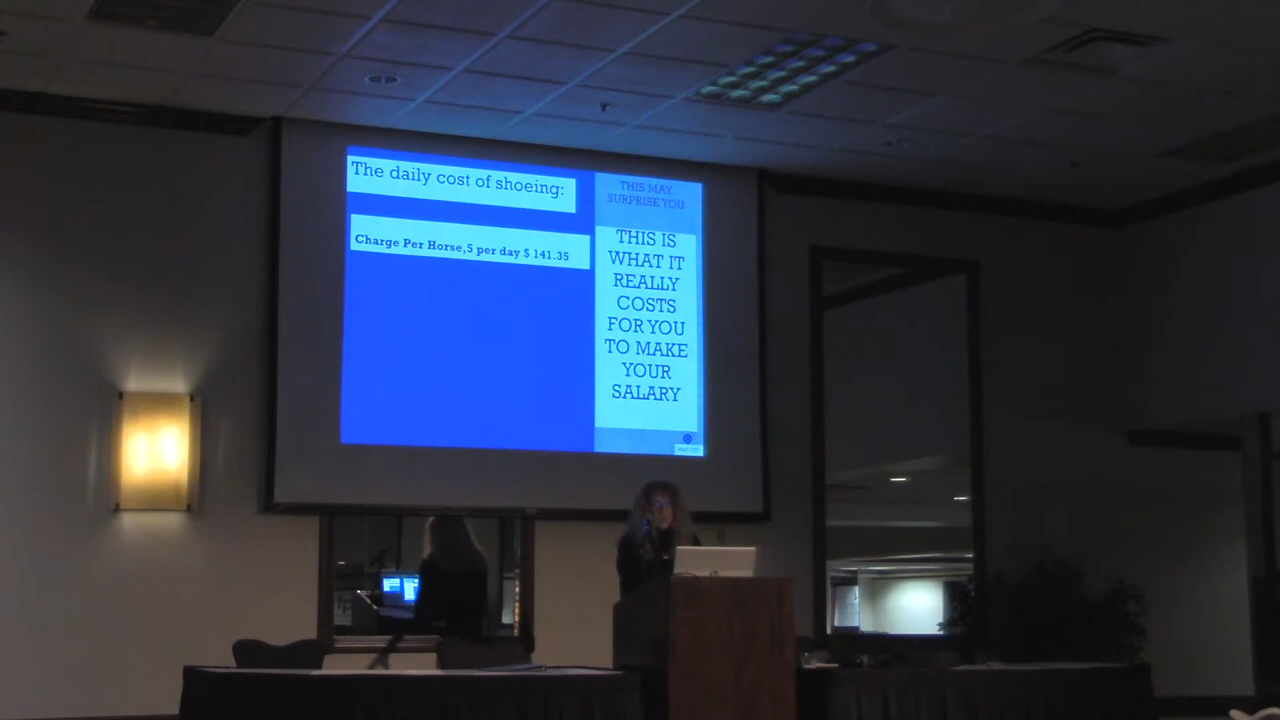 The daily cost of shoeing:
Charge Per Horse,5 per day $ 141.35
THIS MAY
SURPRISE YOU
THIS IS
WHAT IT
REALLY
COSTS
FOR YOU
TO MAKE
YOUR
SALARY